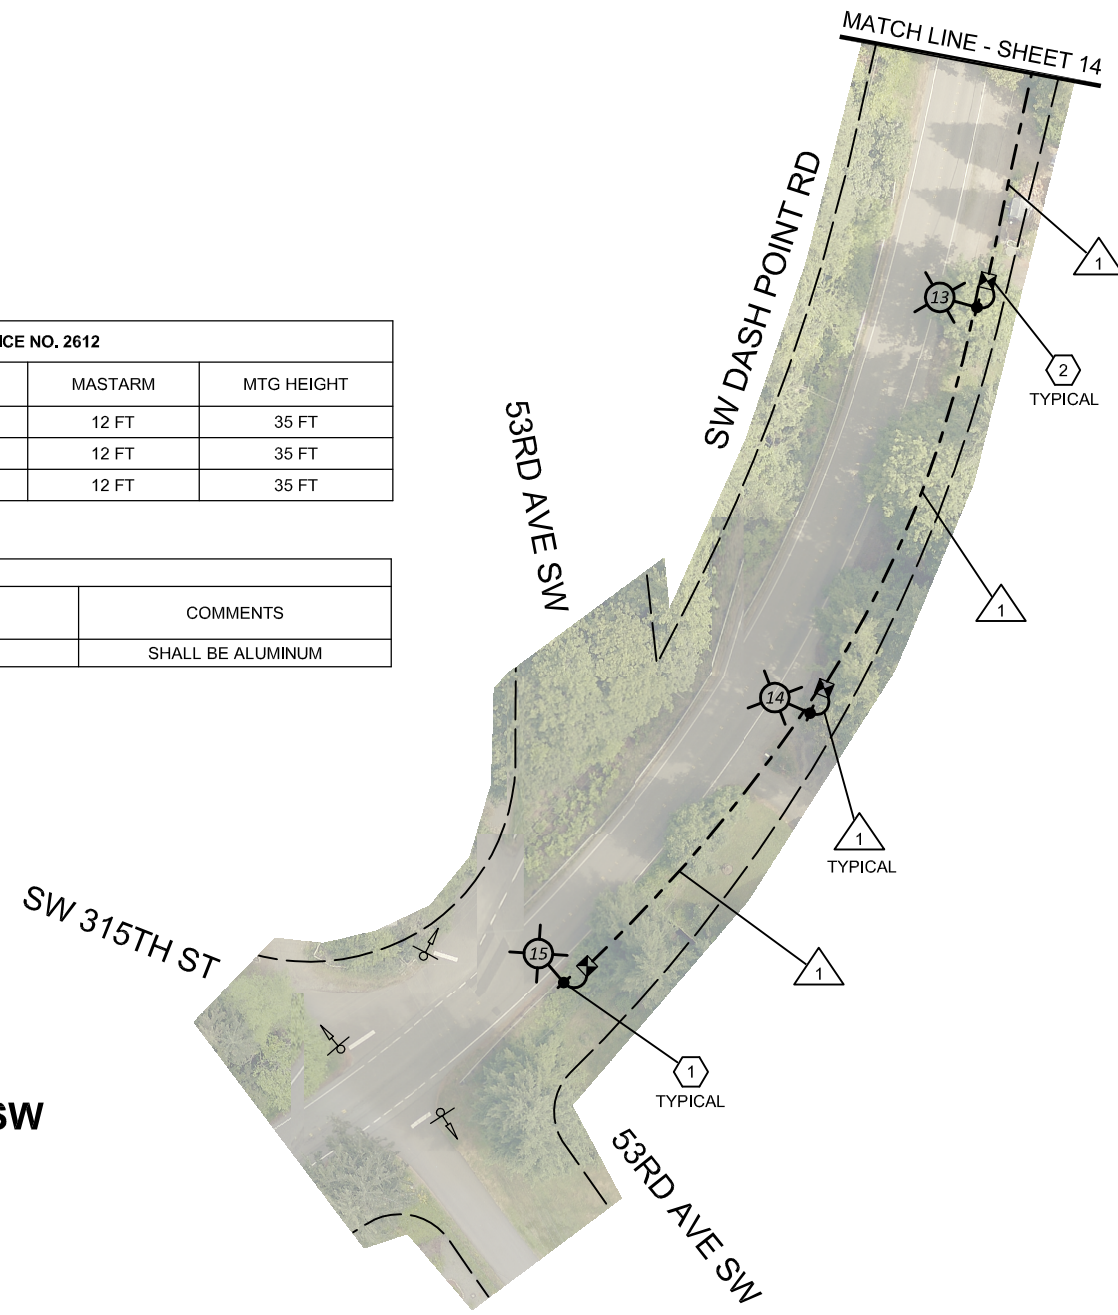 MATCH LINE - SHEET 14
SW DASH POINT RD
1
13
2
TYPICAL
NO. 2612
MASTARM MTG HEIGHT
12 FT 35 FT
12 FT 35 FT
12 FT 35 FT
53RD AVE SW
COMMENTS
SHALL BE ALUMINUM
1
14
1
TYPICAL
SW 315TH ST
15
1
1
TYPICAL
SW
53RD AVE SW